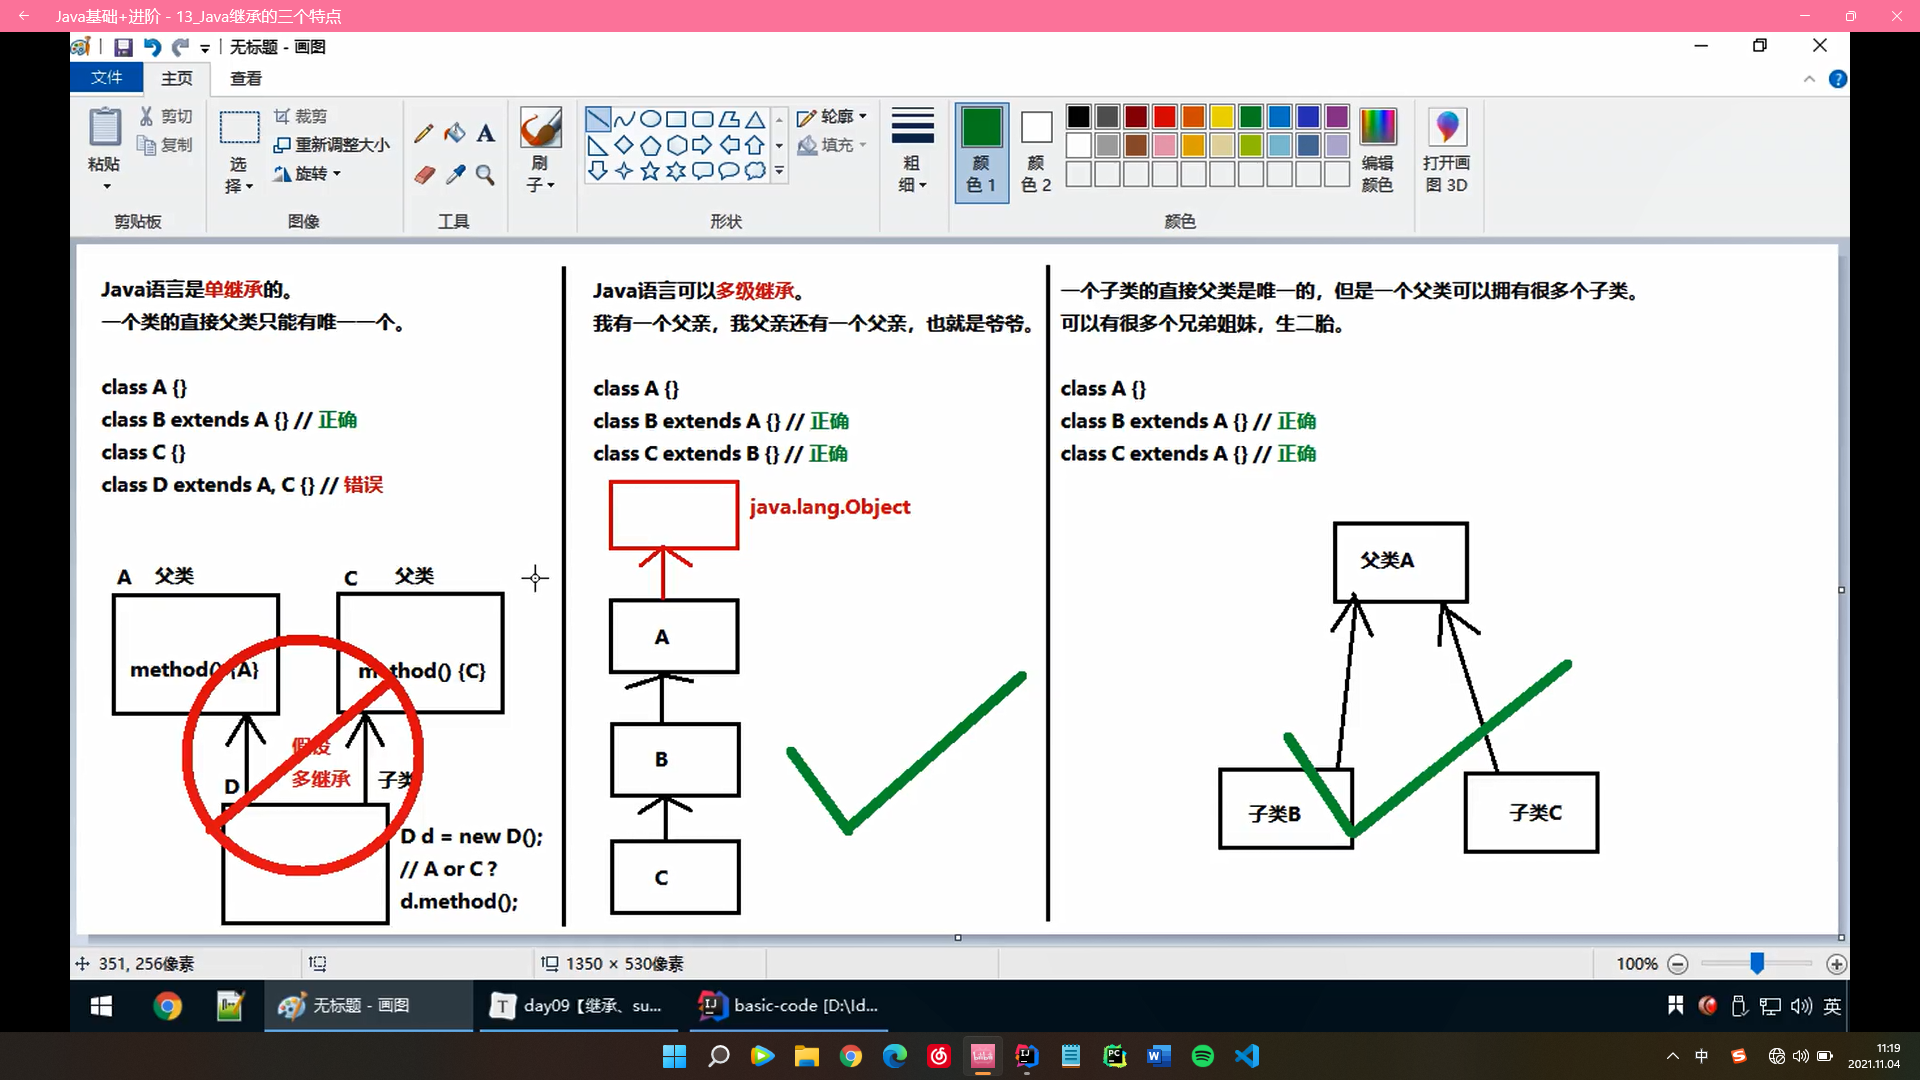 Java基础+进阶 - 13_Java继承的三个特点
无标题 - 画图
文件
主页
查看
粘贴
剪切
复制
剪贴板
选
择
裁剪
重新调整大小
旋转
图像
工具
刷
子
轮廓
填充
形状
粗
细
颜
色 1
颜
色 2
编辑
颜色
颜色
打开画
图 3D
Java语言是单继承的。
一个类的直接父类只能有唯一一个。
class A {}
class B extends A {} // 正确
class C {}
class D extends A, C {} // 错误
A 父类
C 父类
method() {A}
method() {C}
假设
多继承
D
子类
D d = new D();
// A or C ?
d.method();
Java语言可以多级继承。
我有一个父亲，我父亲还有一个父亲，也就是爷爷。
class A {}
class B extends A {} // 正确
class C extends B {} // 正确
java.lang.Object
A
B
C
一个子类的直接父类是唯一的，但是一个父类可以拥有很多个子类。
可以有很多个兄弟姐妹，生二胎。
class A {}
class B extends A {} // 正确
class C extends A {} // 正确
父类A
子类B
子类C
351, 256像素
1350 × 530像素
100%
无标题 - 画图
day09【继承、su...
basic-code [D:\Id...
英
中
11:19
2021.11.04